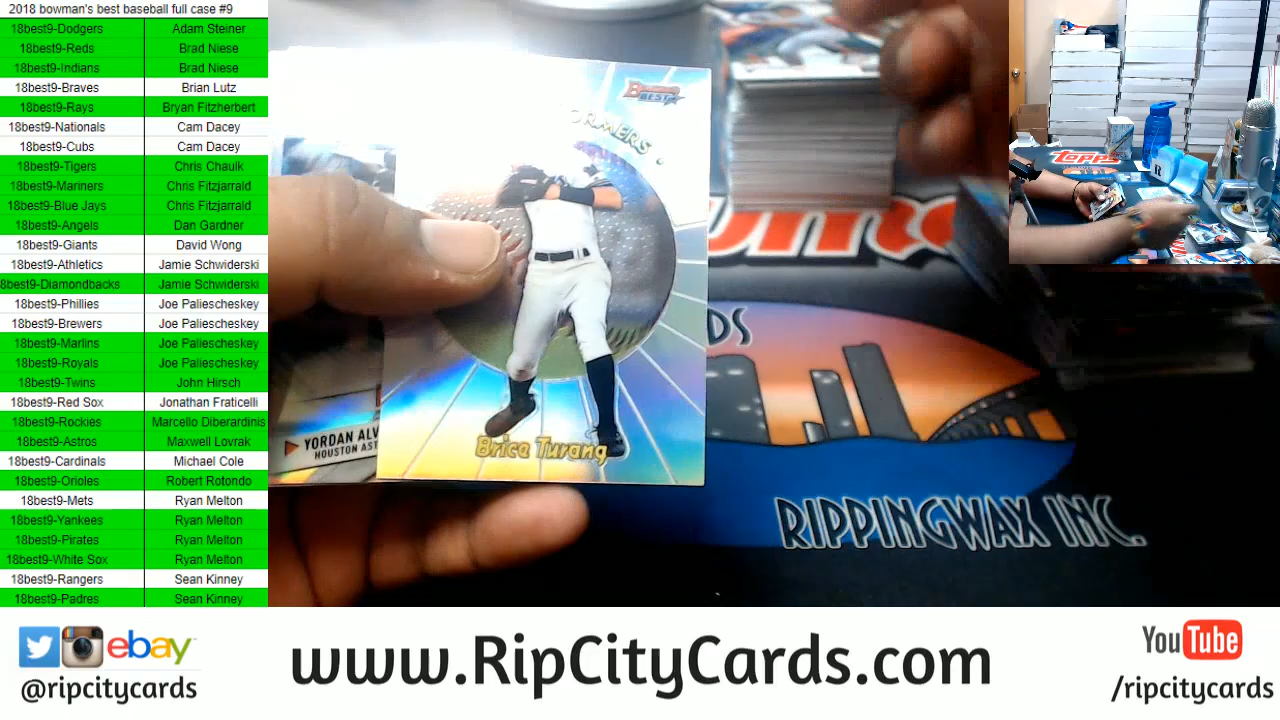 2018 bowman's best baseball full case #9
18best9-Dodgers Adam Steiner
18best9-Reds Brad Niese
18best9-Indians Brad Niese
18best9-Braves Brian Lutz
18best9-Rays Bryan Fitzherbert
18best9-Nationals Cam Dacey
18best9-Cubs Cam Dacey
18best9-Tigers Chris Chaulk
18best9-Mariners Chris Fitzjarrald
18best9-Blue Jays Chris Fitzjarrald
18best9-Angels Dan Gardner
18best9-Giants David Wong
18best9-Athletics Jamie Schwiderski
8best9-Diamondbacks Jamie Schwiderski
18best9-Phillies Joe Paliescheskey
18best9-Brewers Joe Paliescheskey
18best9-Marlins Joe Paliescheskey
18best9-Royals Joe Paliescheskey
18best9-Twins John Hirsch
18best9-Red Sox Jonathan Fraticelli
18best9-Rockies Marcello Diberardinis
18best9-Astros Maxwell Lovrak
18best9-Cardinals Michael Cole
18best9-Orioles Robert Rotondo
18best9-Mets Ryan Melton
18best9-Yankees Ryan Melton
18best9-Pirates Ryan Melton
18best9-White Sox Ryan Melton
18best9-Rangers Sean Kinney
18best9-Padres Sean Kinney
Bowman's
BEST
ORMERS
Brice Turang
YORDAN ALV
HOUSTON AST
DS
RIPPINGWAX INC.
topps
ebay
@ripcitycards
www.RipCityCards.com
YouTube
/ripcitycards